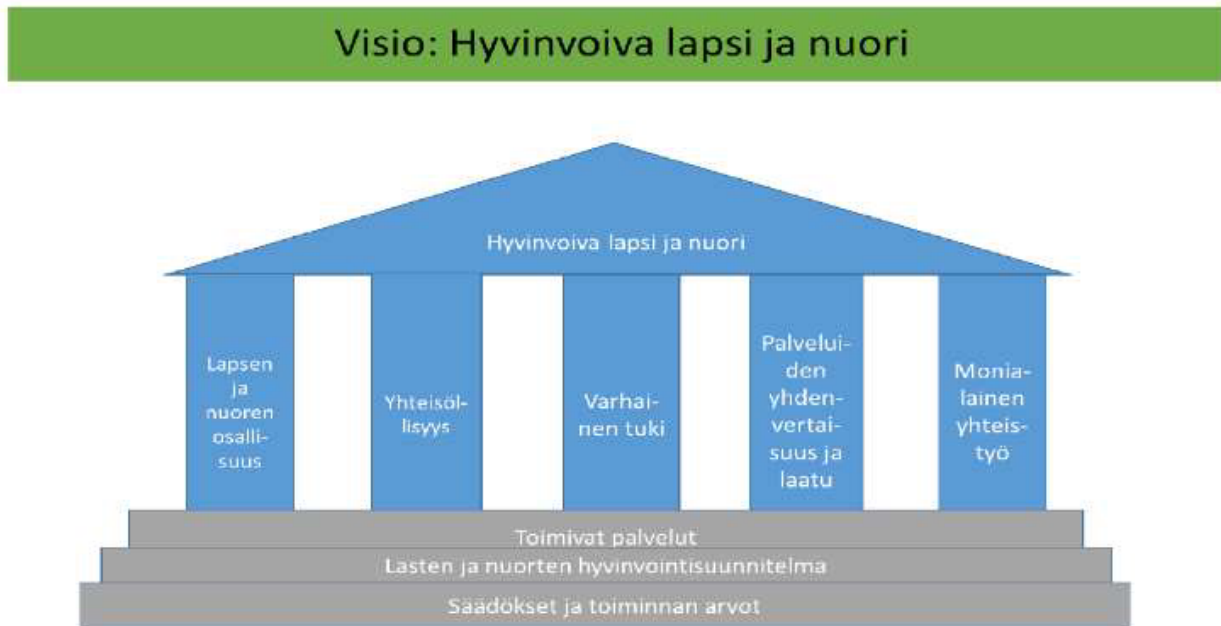 Visio: Hyvinvoiva lapsi ja nuori
Hyvinvoiva lapsi ja nuori
Lapsen
ja
nuoren
osalli-
suus
Yhteisöl-
lisyys
Varhai-
nen tuki
Palvelui-
den
yhden-
vertai-
suus ja
laatu
Monia-
lainen
yhteis-
työ
Toimivat palvelut
Lasten ja nuorten hyvinvointisuunnitelma
Säädökset ja toiminnan arvot